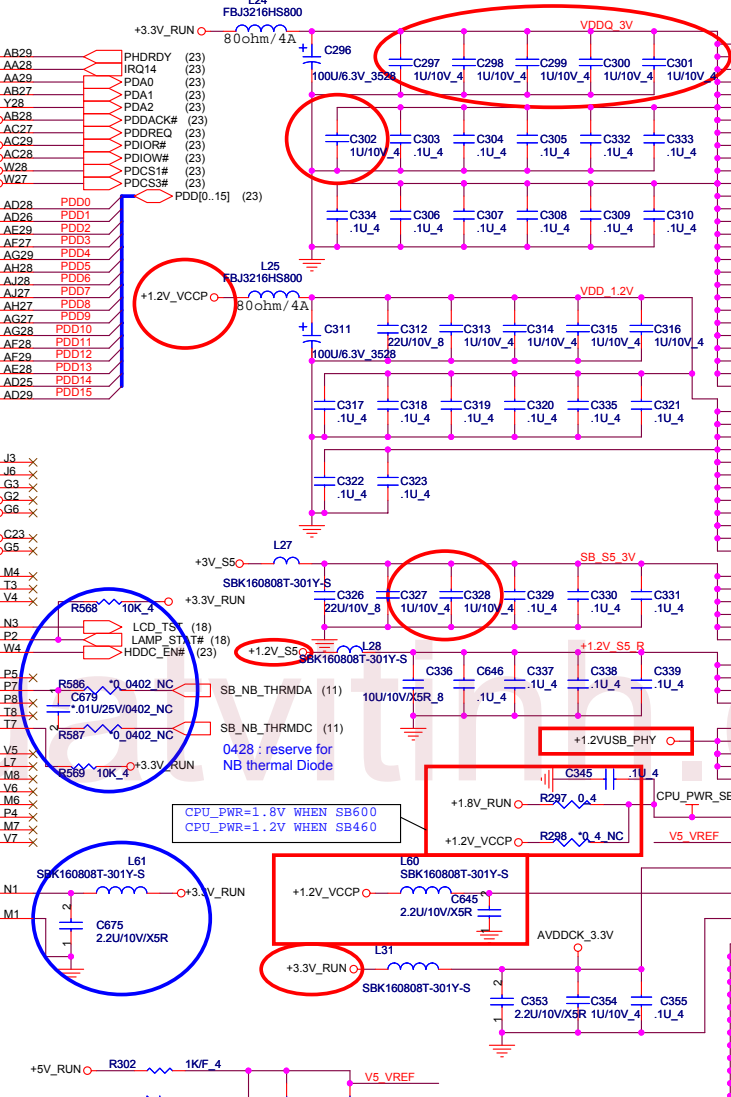 L24
FBJ3216HS800
+3.3V_RUN
80ohm/4A
VDDQ_3V
C296
100U/6.3V_3528
C297 C298 C299 C300 C301
1U/10V_4 1U/10V_4 1U/10V_4 1U/10V_4 1U/10V_4
AB29 PHDRDY (23)
AA28 IRQ14 (23)
AA29 PDA0 (23)
AB27 PDA1 (23)
Y28 PDA2 (23)
AB28 PDDACK# (23)
AC27 PDDREQ (23)
AC29 PDIOR# (23)
AC28 PDIOW# (23)
W28 PDCS1# (23)
W27 PDCS3# (23)
PDD[0..15] (23)
C302 C303 C304 C305 C332 C333
1U/10V_4 .1U_4 .1U_4 .1U_4 .1U_4 .1U_4
AD28 PDD0
AD26 PDD1
AE29 PDD2
AF27 PDD3
AG29 PDD4
AH28 PDD5
AJ28 PDD6
AJ27 PDD7
AH27 PDD8
AG27 PDD9
AG28 PDD10
AF28 PDD11
AF29 PDD12
AE28 PDD13
AD25 PDD14
AD29 PDD15
C334 C306 C307 C308 C309 C310
.1U_4 .1U_4 .1U_4 .1U_4 .1U_4 .1U_4
L25
FBJ3216HS800
+1.2V_VCCP
80ohm/4A
VDD_1.2V
C311
100U/6.3V_3528
C312 C313 C314 C315 C316
22U/10V_8 1U/10V_4 1U/10V_4 1U/10V_4 1U/10V_4
C317 C318 C319 C320 C335 C321
.1U_4 .1U_4 .1U_4 .1U_4 .1U_4 .1U_4
C322 C323
.1U_4 .1U_4
J3
J6
G3
G2
G6
C23
G5
M4
T3
V4
L27
+3V_S5
SBK160808T-301Y-S
SB_S5_3V
C326 C327 C328 C329 C330 C331
22U/10V_8 1U/10V_4 1U/10V_4 .1U_4 .1U_4 .1U_4
R568 10K_4 +3.3V_RUN
N3 LCD_TST (18)
P2 LAMP_STAT# (18)
W4 HDDC_EN# (23)
+1.2V_S5
L28
SBK160808T-301Y-S
+1.2V_S5_R
C336 C646 C337 C338 C339
10U/10V/X5R_8 .1U_4 .1U_4 .1U_4 .1U_4
P5
P7
P8
T8
T7
R586 *0_0402_NC SB_NB_THRMDA (11)
C679
*.01U/25V/0402_NC
1
2
R587 *0_0402_NC SB_NB_THRMDC (11)
0428 : reserve for
NB thermal Diode
R569 10K_4 +3.3V_RUN
V5
L7
M8
V6
M6
P4
M7
V7
atvitinh.
+1.2VUSB_PHY
C345 .1U_4
+1.8V_RUN R297 0_4
CPU_PWR_SB
+1.2V_VCCP R298 *0_4_NC
V5_VREF
CPU_PWR=1.8V WHEN SB600
CPU_PWR=1.2V WHEN SB460
L61
SBK160808T-301Y-S
N1 +3.3V_RUN
M1
2
1
C675
2.2U/10V/X5R
L60
SBK160808T-301Y-S
+1.2V_VCCP
C645
2.2U/10V/X5R
2
1
AVDDCK_3.3V
L31
+3.3V_RUN
SBK160808T-301Y-S
2
1
C353 C354 C355
2.2U/10V/X5R 1U/10V_4 .1U_4
+5V_RUN R302 1K/F_4
V5_VREF